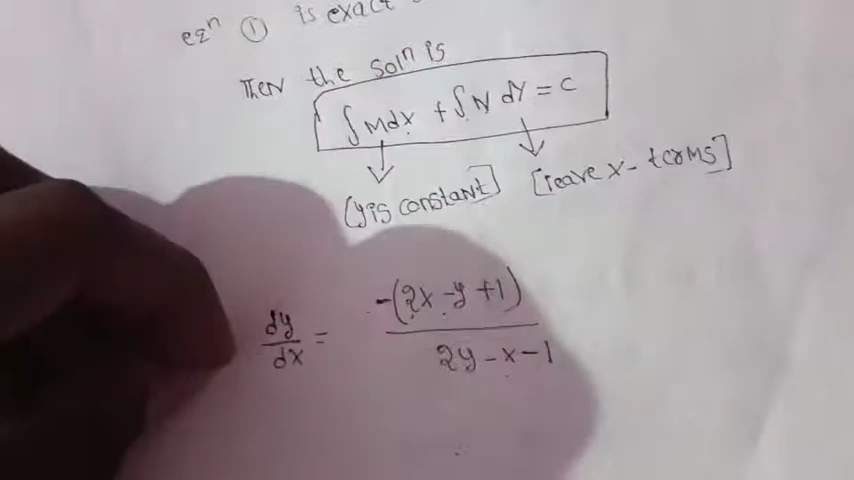 eqⁿ ① is exact
Then the solⁿ is
∫Mdx + ∫N dy = c
(y is constant] [leave x-terms]
dy/dx = -(2x-y+1)/2y-x-1